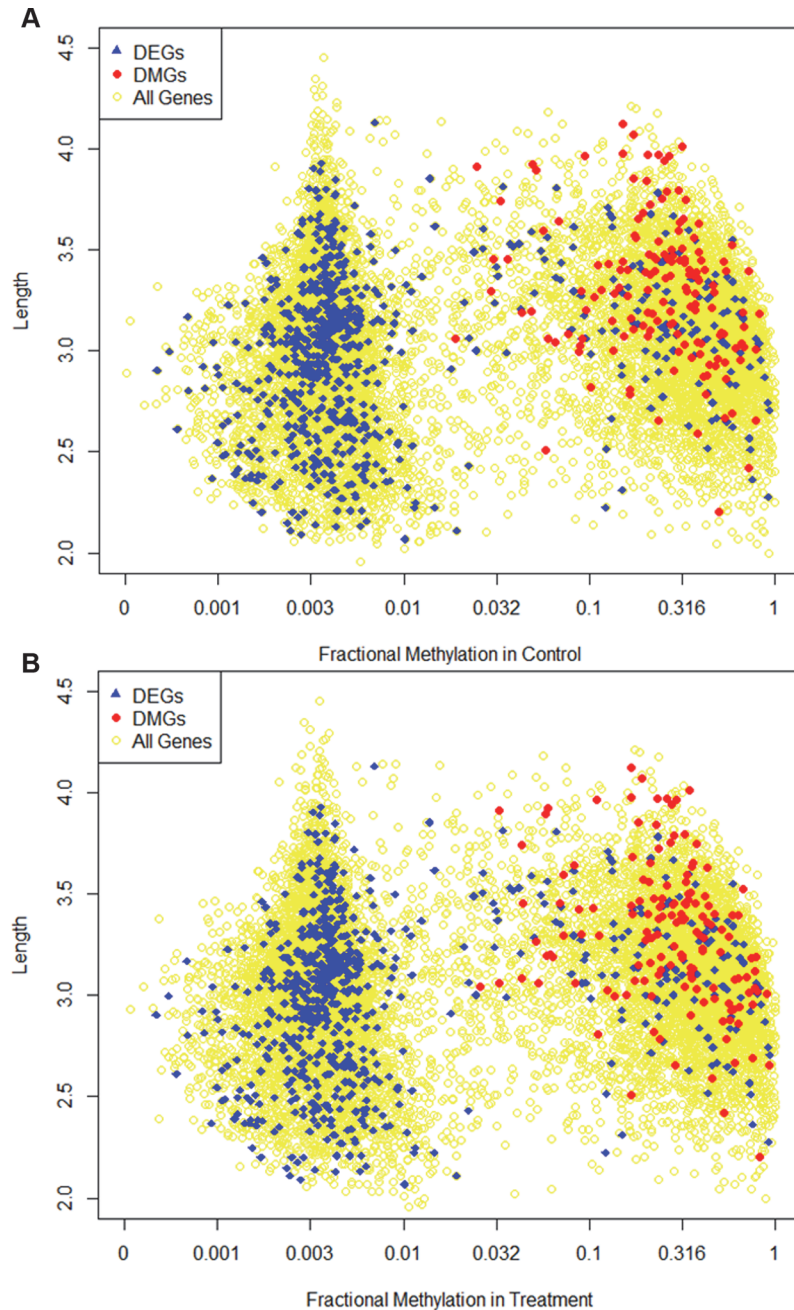 A
DEGs
DMGs
All Genes
4.5
4.0
3.5
3.0
2.5
2.0
Length
0 0.001 0.003 0.01 0.032 0.1 0.316 1
Fractional Methylation in Control
B
DEGs
DMGs
All Genes
4.5
4.0
3.5
3.0
2.5
2.0
Length
0 0.001 0.003 0.01 0.032 0.1 0.316 1
Fractional Methylation in Treatment